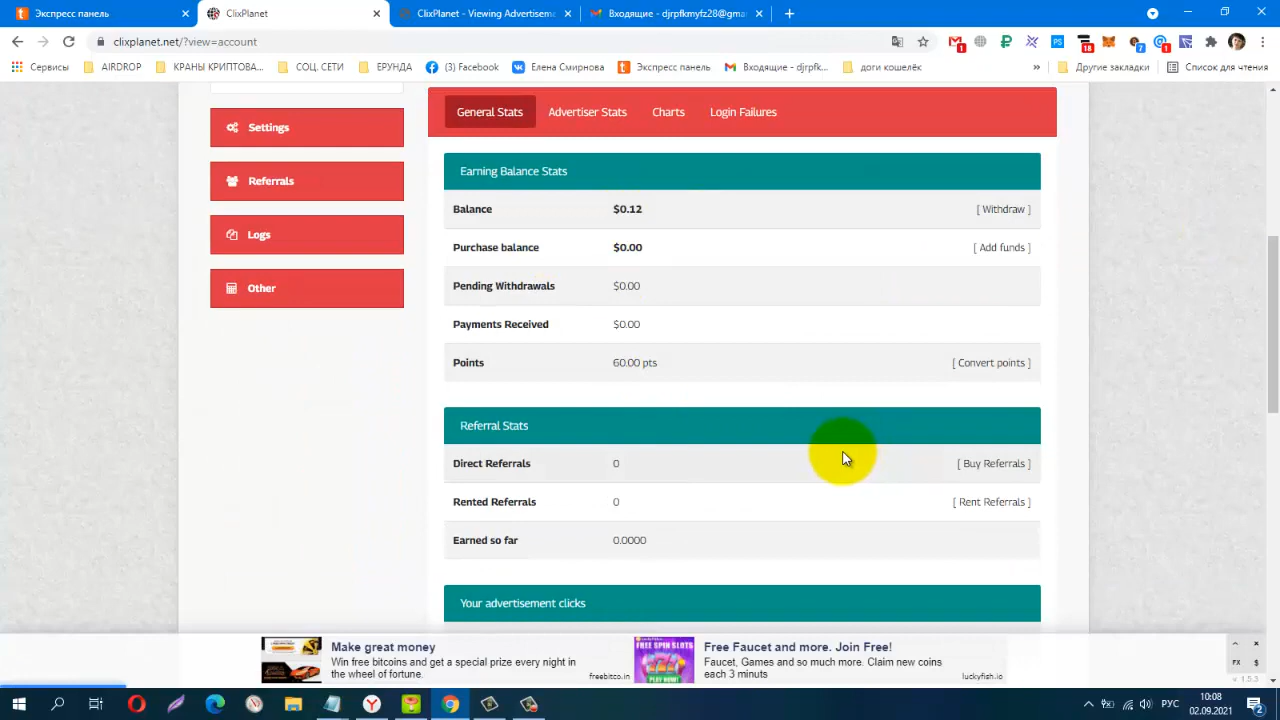 Экспресс панель
ClixPlanet
ClixPlanet - Viewing Advertisem
Входящие - djrpfkmyfz28@gma
clixplanet.net/?view=account
Сервисы
AIRDROP
КРАНЫ КРИПТОВА...
СОЦ. СЕТИ
ЕРУНДА
(3) Facebook
Елена Смирнова
Экспресс панель
Входящие - djrpfk...
доги кошелёк
»
Другие закладки
Список для чтения
General Stats
Advertiser Stats
Charts
Login Failures
Settings
Referrals
Logs
Other
Earning Balance Stats
Balance $0.12 [ Withdraw ]
Purchase balance $0.00 [ Add funds ]
Pending Withdrawals $0.00
Payments Received $0.00
Points 60.00 pts [ Convert points ]
Referral Stats
Direct Referrals 0 [ Buy Referrals ]
Rented Referrals 0 [ Rent Referrals ]
Earned so far 0.0000
Your advertisement clicks
Make great money
Win free bitcoins and get a special prize every night in
the wheel of fortune.
freebitco.in
Free Faucet and more. Join Free!
Faucet, Games and so much more. Claim new coins
each 3 minuts
luckyfish.io
FX $
v 1.5.3
РУС
10:08
02.09.2021